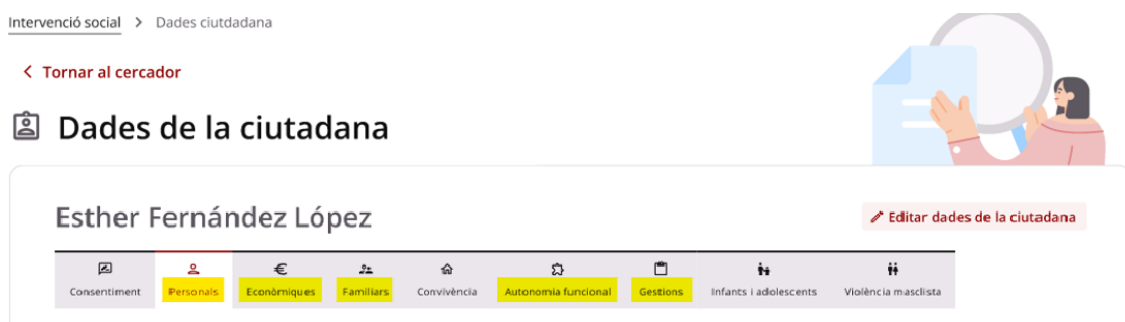 Intervenció social > Dades ciutdadana
< Tornar al cercador
Dades de la ciutadana
Esther Fernández López
Editar dades de la ciutadana
Consentiment Personals Econòmiques Familiars Convivència Autonomia funcional Gestions Infants i adolescents Violència masclista